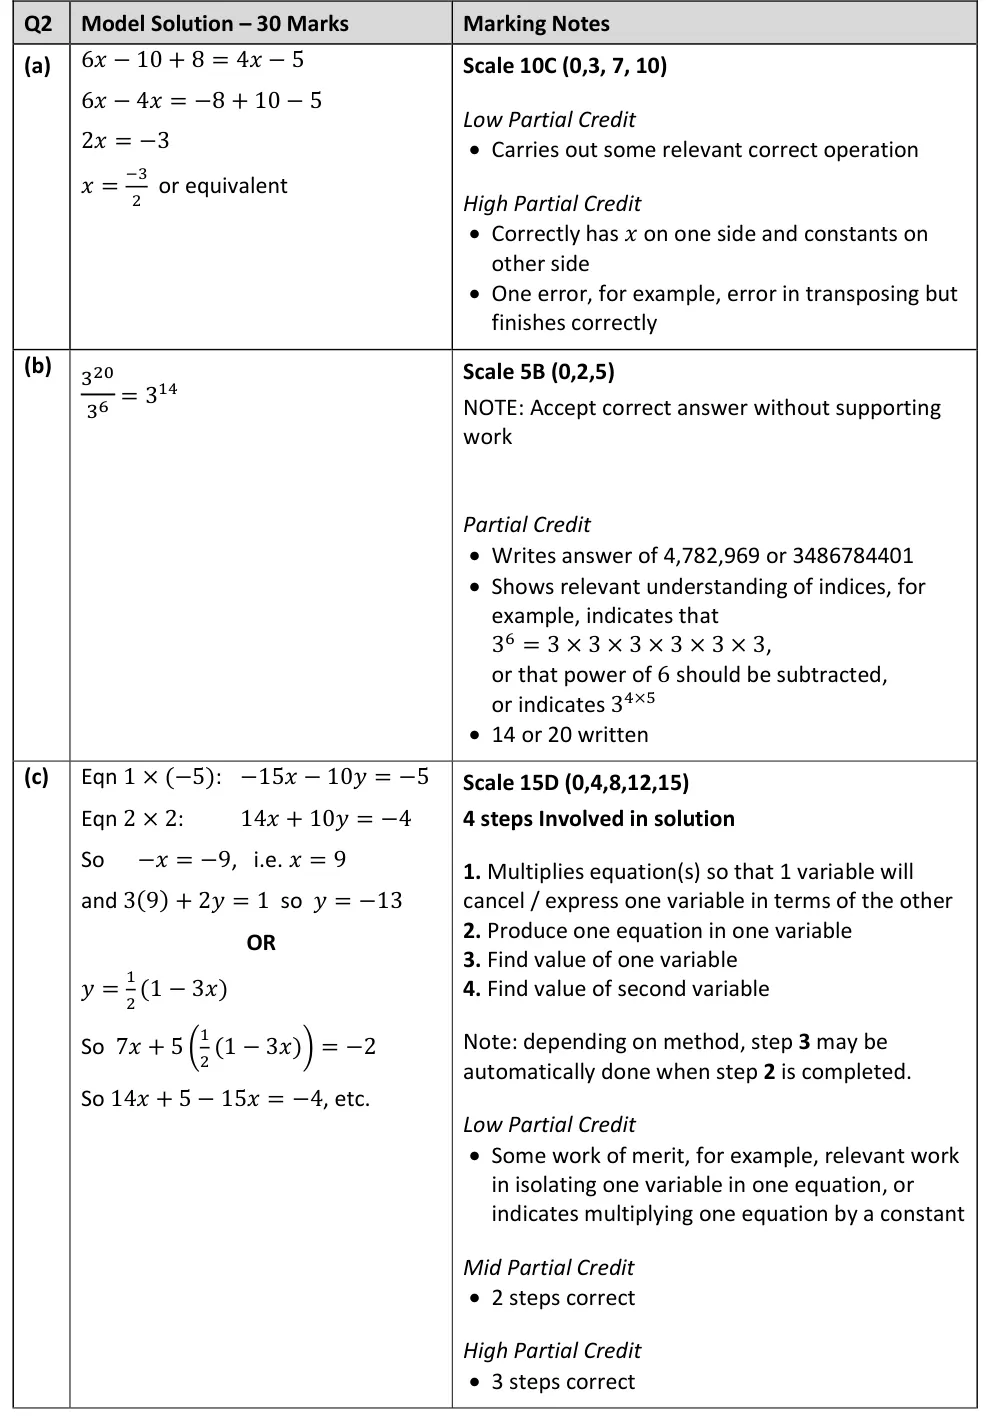 Q2 Model Solution – 30 Marks Marking Notes
(a) 6x − 10 + 8 = 4x − 5
6x − 4x = −8 + 10 − 5
2x = −3
x = −3/2 or equivalent
Scale 10C (0,3, 7, 10)
Low Partial Credit
• Carries out some relevant correct operation
High Partial Credit
• Correctly has x on one side and constants on
other side
• One error, for example, error in transposing but
finishes correctly
(b) 3²⁰/3⁶ = 3¹⁴
Scale 5B (0,2,5)
NOTE: Accept correct answer without supporting
work
Partial Credit
• Writes answer of 4,782,969 or 3486784401
• Shows relevant understanding of indices, for
example, indicates that
3⁶ = 3 × 3 × 3 × 3 × 3 × 3,
or that power of 6 should be subtracted,
or indicates 3⁴ˣ⁵
• 14 or 20 written
(c) Eqn 1 × (−5): −15x − 10y = −5
Eqn 2 × 2: 14x + 10y = −4
So −x = −9, i.e. x = 9
and 3(9) + 2y = 1 so y = −13
OR
y = 1/2 (1 − 3x)
So 7x + 5 (1/2 (1 − 3x)) = −2
So 14x + 5 − 15x = −4, etc.
Scale 15D (0,4,8,12,15)
4 steps Involved in solution
1. Multiplies equation(s) so that 1 variable will
cancel / express one variable in terms of the other
2. Produce one equation in one variable
3. Find value of one variable
4. Find value of second variable
Note: depending on method, step 3 may be
automatically done when step 2 is completed.
Low Partial Credit
• Some work of merit, for example, relevant work
in isolating one variable in one equation, or
indicates multiplying one equation by a constant
Mid Partial Credit
• 2 steps correct
High Partial Credit
• 3 steps correct